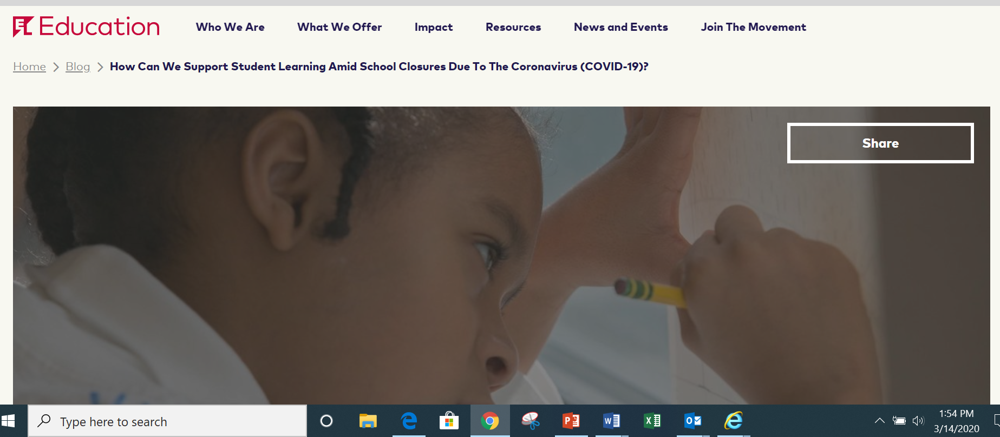 EL Education
Who We Are What We Offer Impact Resources News and Events Join The Movement
Home > Blog > How Can We Support Student Learning Amid School Closures Due To The Coronavirus (COVID-19)?
Share
Type here to search
1:54 PM
3/14/2020